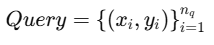 Query = {(x_i, y_i)}_{i=1}^{n_q}